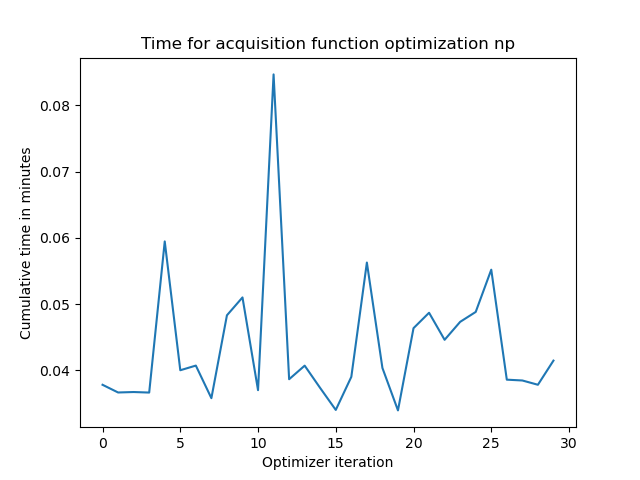 Time for acquisition function optimization np
Cumulative time in minutes
0.08
0.07
0.06
0.05
0.04
0 5 10 15 20 25 30
Optimizer iteration